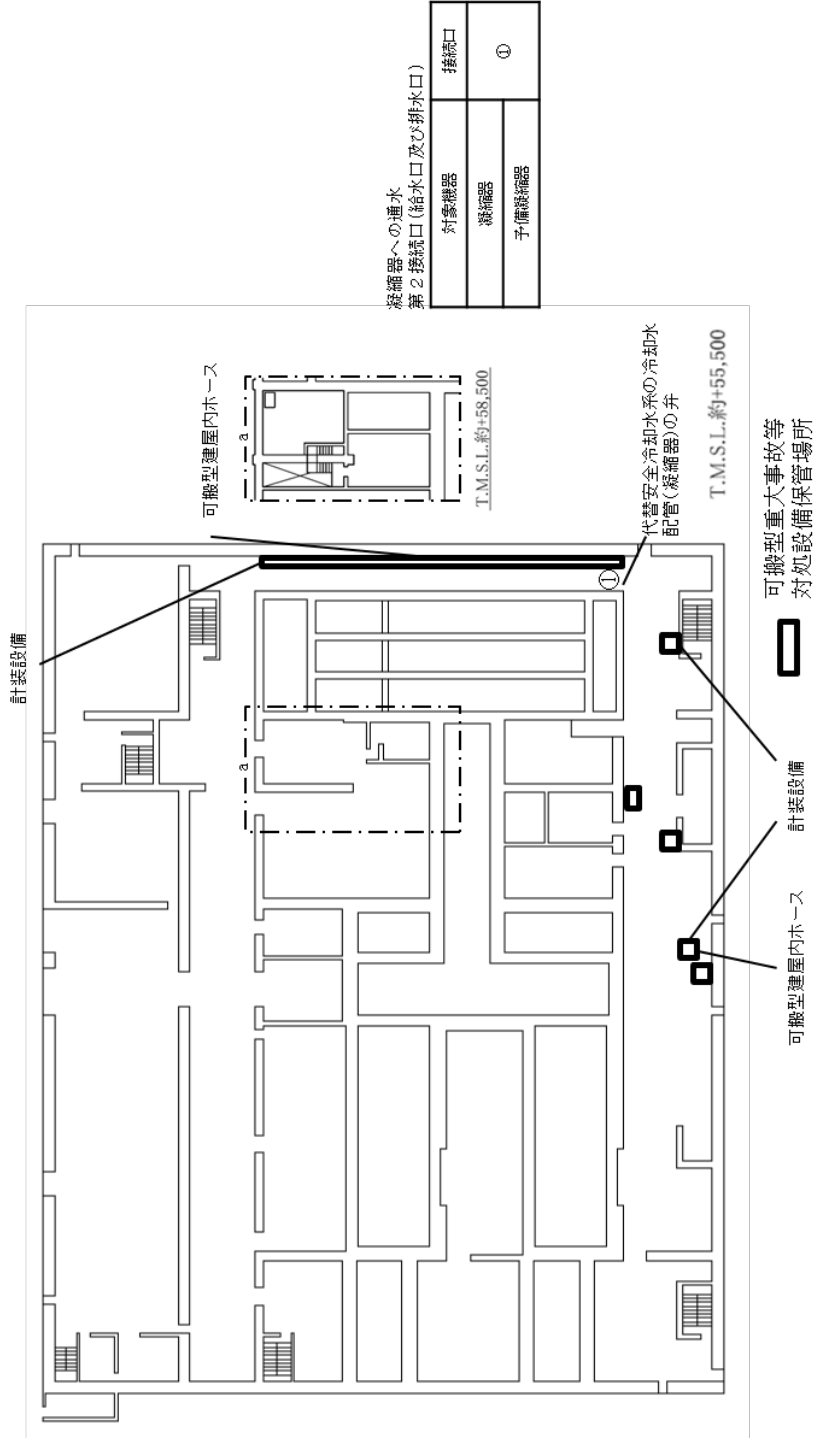 凝縮器への通水
第2接続口(給水口及び排水口)
対象機器
接続口
凝縮器
①
予備凝縮器
可搬型建屋内ホース
a
T.M.S.L.約+58,500
計装設備
①
代替安全冷却水系の冷却水
配管(凝縮器)の弁
a
T.M.S.L.約+55,500
計装設備
可搬型建屋内ホース
可搬型重大事故等
対処設備保管場所